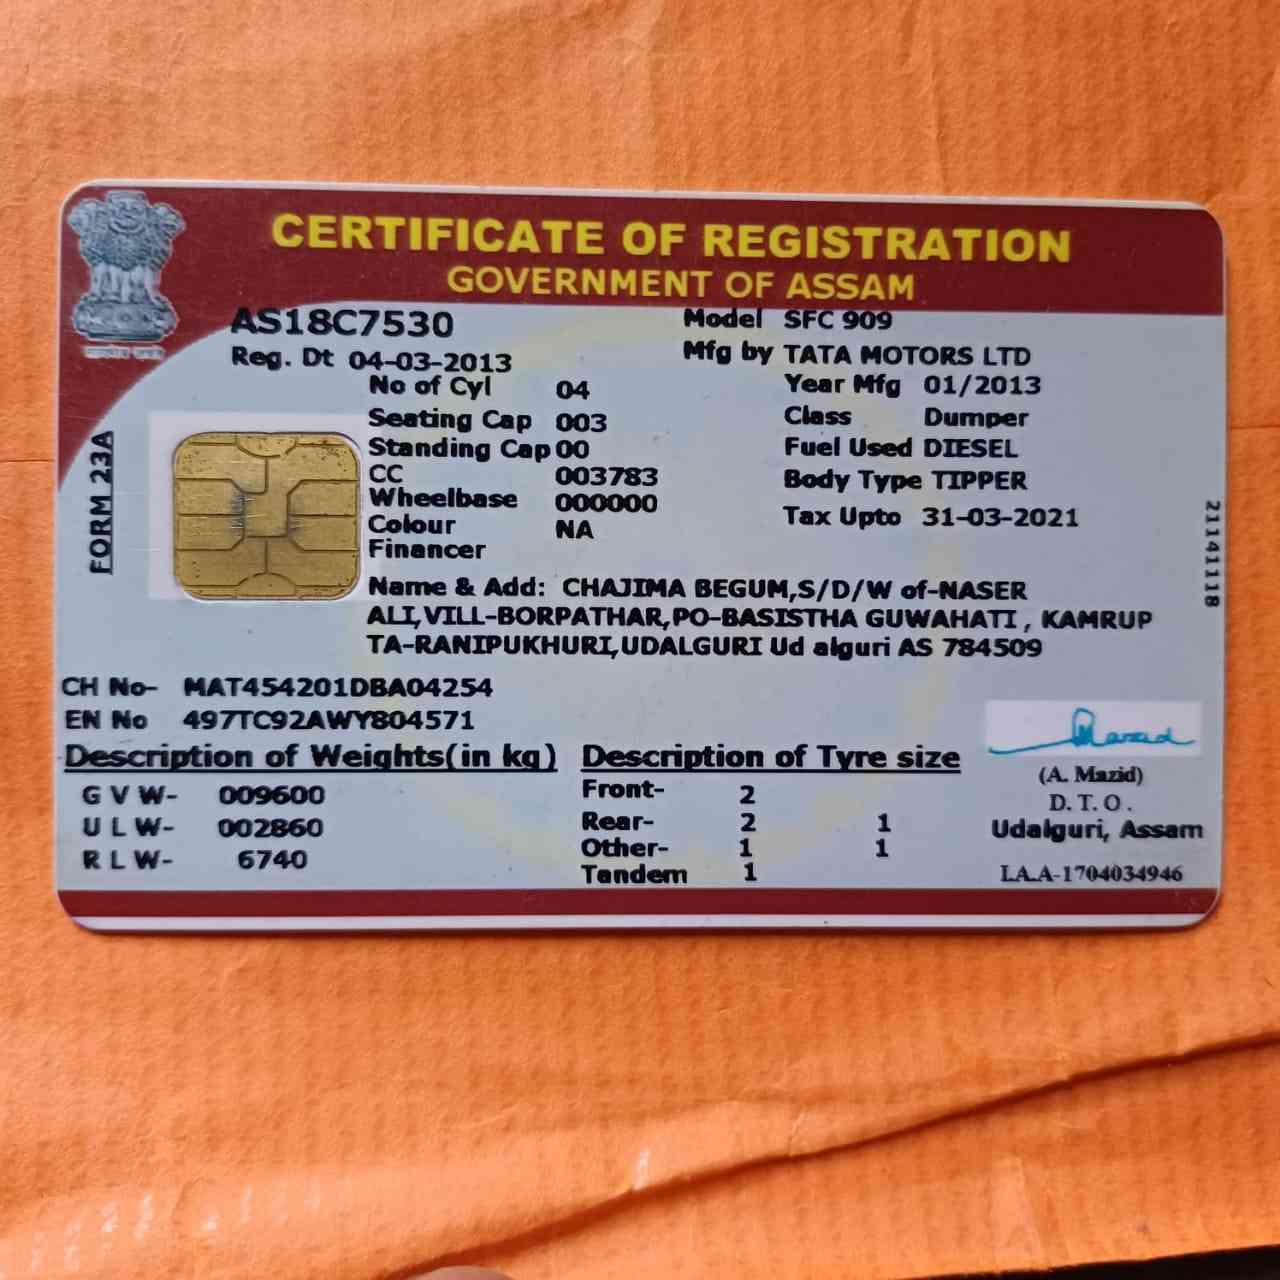 CERTIFICATE OF REGISTRATION
GOVERNMENT OF ASSAM
AS18C7530
Reg. Dt 04-03-2013
Model SFC 909
Mfg by TATA MOTORS LTD
No of Cyl 04
Year Mfg 01/2013
Seating Cap 003
Class Dumper
Standing Cap 00
Fuel Used DIESEL
CC 003783
Body Type TIPPER
Wheelbase 000000
Colour NA
Tax Upto 31-03-2021
Financer
FORM 23A
21141118
Name & Add: CHAJIMA BEGUM,S/D/W of-NASER
ALI,VILL-BORPATHAR,PO-BASISTHA GUWAHATI , KAMRUP
TA-RANIPUKHURI,UDALGURI Ud alguri AS 784509
CH No- MAT454201DBA04254
EN No 497TC92AWY804571
Description of Weights(in kg)
G V W- 009600
U L W- 002860
R L W- 6740
Description of Tyre size
Front- 2
Rear- 2 1
Other- 1 1
Tandem 1
Mazid
(A. Mazid)
D. T. O .
Udalguri, Assam
I.A.A-1704034946